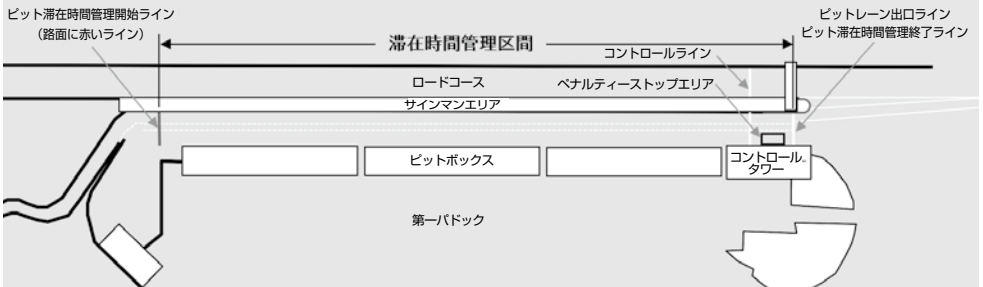 ピット滞在時間管理開始ライン
（路面に赤いライン）
ピットレーン出口ライン
ピット滞在時間管理終了ライン
滞在時間管理区間
コントロールライン
ロードコース
ペナルティーストップエリア
サインマンエリア
ピットボックス
コントロール
タワー
第一パドック